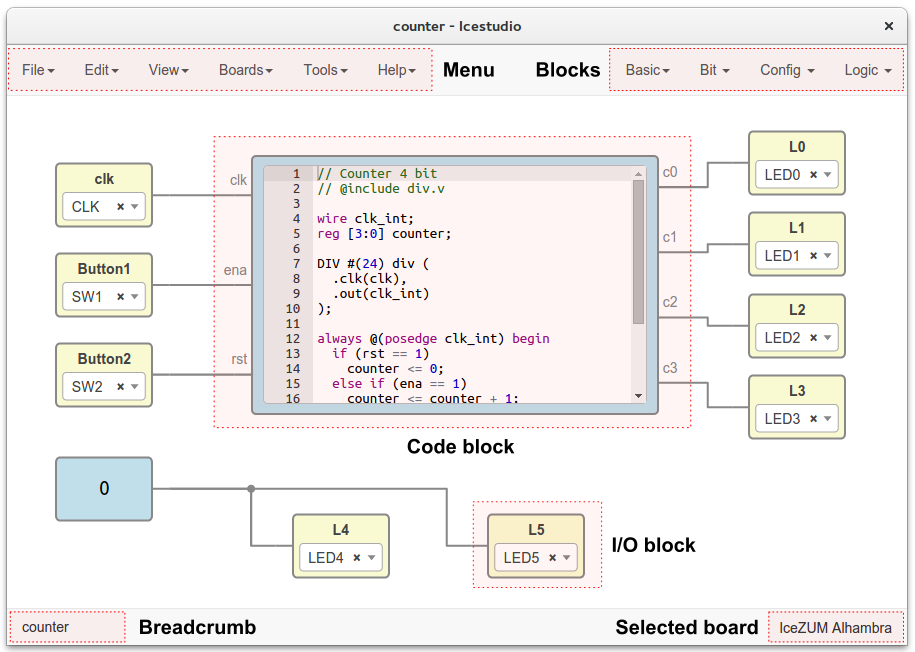 counter - Icestudio
File Edit View Boards Tools Help Menu Blocks Basic Bit Config Logic
clk
CLK
Button1
SW1
Button2
SW2
clk
ena
rst
1 // Counter 4 bit
2 // @include div.v
3
4 wire clk_int;
5 reg [3:0] counter;
6
7 DIV #(24) div (
8 .clk(clk),
9 .out(clk_int)
10 );
11
12 always @(posedge clk_int) begin
13 if (rst == 1)
14 counter <= 0;
15 else if (ena == 1)
16 counter <= counter + 1;
c0
c1
c2
c3
L0
LED0
L1
LED1
L2
LED2
L3
LED3
Code block
0
L4
LED4
L5
LED5
I/O block
counter Breadcrumb Selected board IceZUM Alhambra